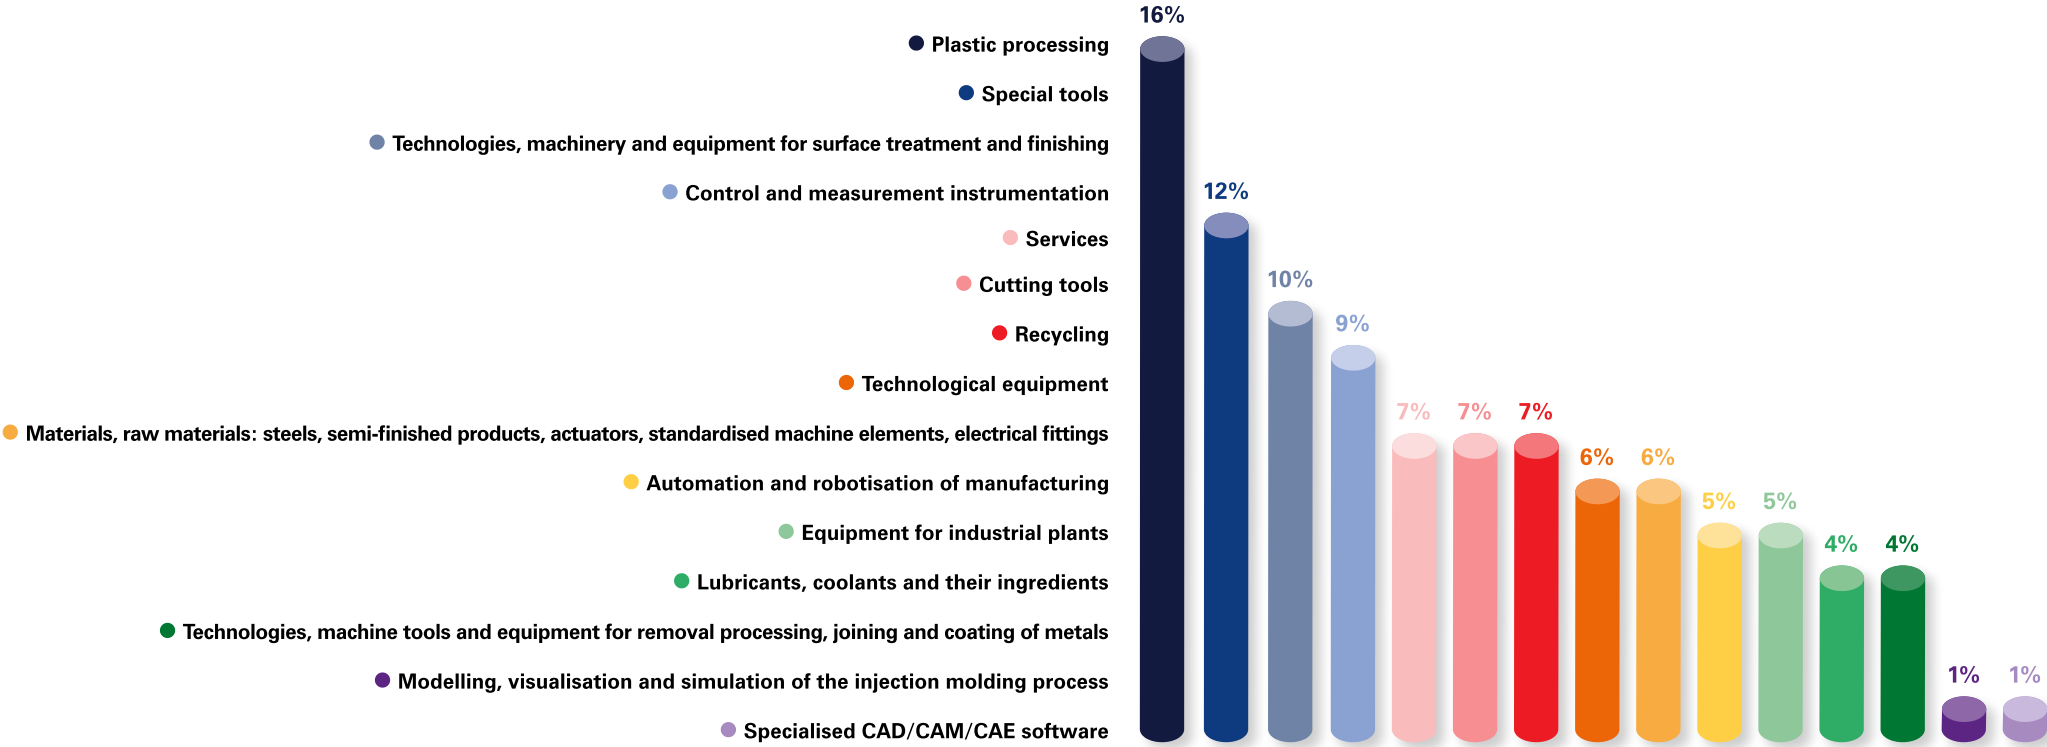 Plastic processing
Special tools
Technologies, machinery and equipment for surface treatment and finishing
Control and measurement instrumentation
Services
Cutting tools
Recycling
Technological equipment
Materials, raw materials: steels, semi-finished products, actuators, standardised machine elements, electrical fittings
Automation and robotisation of manufacturing
Equipment for industrial plants
Lubricants, coolants and their ingredients
Technologies, machine tools and equipment for removal processing, joining and coating of metals
Modelling, visualisation and simulation of the injection molding process
Specialised CAD/CAM/CAE software
16%
12%
10%
9%
7%
7%
7%
6%
6%
5%
5%
4%
4%
1%
1%